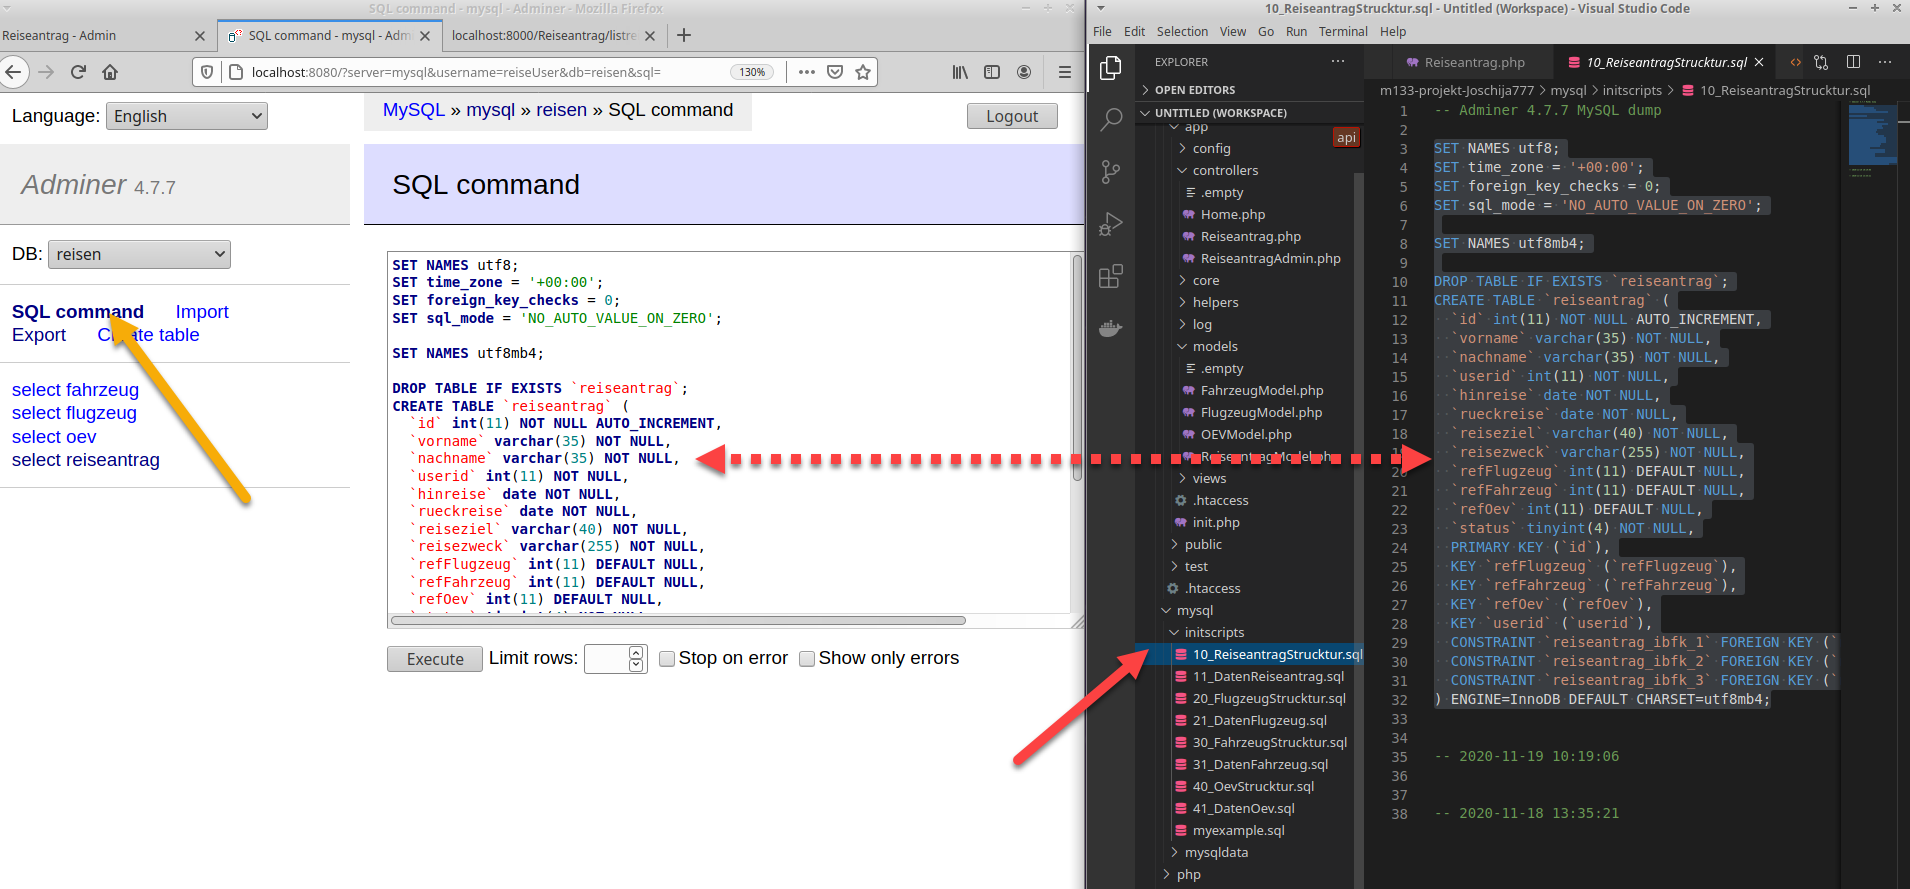 SQL command - mysql - Adminer - Mozilla Firefox
Reiseantrag - Admin
SQL command - mysql - Adm
localhost:8000/Reiseantrag/listre
localhost:8080/?server=mysql&username=reiseUser&db=reisen&sql=
130%
Language: English
MySQL » mysql » reisen » SQL command
Logout
Adminer 4.7.7
SQL command
DB: reisen
SQL command Import
Export Create table
select fahrzeug
select flugzeug
select oev
select reiseantrag
SET NAMES utf8;
SET time_zone = '+00:00';
SET foreign_key_checks = 0;
SET sql_mode = 'NO_AUTO_VALUE_ON_ZERO';
SET NAMES utf8mb4;
DROP TABLE IF EXISTS `reiseantrag`;
CREATE TABLE `reiseantrag` (
`id` int(11) NOT NULL AUTO_INCREMENT,
`vorname` varchar(35) NOT NULL,
`nachname` varchar(35) NOT NULL,
`userid` int(11) NOT NULL,
`hinreise` date NOT NULL,
`rueckreise` date NOT NULL,
`reiseziel` varchar(40) NOT NULL,
`reisezweck` varchar(255) NOT NULL,
`refFlugzeug` int(11) DEFAULT NULL,
`refFahrzeug` int(11) DEFAULT NULL,
`refOev` int(11) DEFAULT NULL,
Execute Limit rows: Stop on error Show only errors
10_ReiseantragStrucktur.sql - Untitled (Workspace) - Visual Studio Code
File Edit Selection View Go Run Terminal Help
EXPLORER
OPEN EDITORS
UNTITLED (WORKSPACE)
app
api
config
controllers
.empty
Home.php
Reiseantrag.php
ReiseantragAdmin.php
core
helpers
log
models
.empty
FahrzeugModel.php
FlugzeugModel.php
OEVModel.php
ReiseantragModel.php
views
.htaccess
init.php
public
test
.htaccess
mysql
initscripts
10_ReiseantragStrucktur.sql
11_DatenReiseantrag.sql
20_FlugzeugStrucktur.sql
21_DatenFlugzeug.sql
30_FahrzeugStrucktur.sql
31_DatenFahrzeug.sql
40_OevStrucktur.sql
41_DatenOev.sql
myexample.sql
mysqldata
php
Reiseantrag.php
10_ReiseantragStrucktur.sql
m133-projekt-Joschija777 > mysql > initscripts > 10_ReiseantragStrucktur.sql
1 -- Adminer 4.7.7 MySQL dump
2
3 SET NAMES utf8;
4 SET time_zone = '+00:00';
5 SET foreign_key_checks = 0;
6 SET sql_mode = 'NO_AUTO_VALUE_ON_ZERO';
7
8 SET NAMES utf8mb4;
9
10 DROP TABLE IF EXISTS `reiseantrag`;
11 CREATE TABLE `reiseantrag` (
12 `id` int(11) NOT NULL AUTO_INCREMENT,
13 `vorname` varchar(35) NOT NULL,
14 `nachname` varchar(35) NOT NULL,
15 `userid` int(11) NOT NULL,
16 `hinreise` date NOT NULL,
17 `rueckreise` date NOT NULL,
18 `reiseziel` varchar(40) NOT NULL,
`reisezweck` varchar(255) NOT NULL,
20 `refFlugzeug` int(11) DEFAULT NULL,
21 `refFahrzeug` int(11) DEFAULT NULL,
22 `refOev` int(11) DEFAULT NULL,
23 `status` tinyint(4) NOT NULL,
24 PRIMARY KEY (`id`),
25 KEY `refFlugzeug` (`refFlugzeug`),
26 KEY `refFahrzeug` (`refFahrzeug`),
27 KEY `refOev` (`refOev`),
28 KEY `userid` (`userid`),
29 CONSTRAINT `reiseantrag_ibfk_1` FOREIGN KEY (`
30 CONSTRAINT `reiseantrag_ibfk_2` FOREIGN KEY (`
31 CONSTRAINT `reiseantrag_ibfk_3` FOREIGN KEY (`
32 ) ENGINE=InnoDB DEFAULT CHARSET=utf8mb4;
33
34
35 -- 2020-11-19 10:19:06
36
37
38 -- 2020-11-18 13:35:21